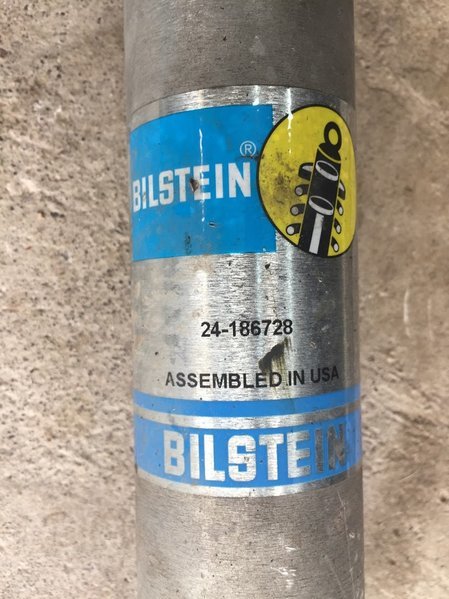 BILSTEIN®
24-186728
ASSEMBLED IN USA
BILSTEIN